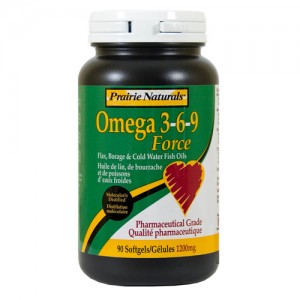 Prairie Naturals
Omega 3-6-9
Force
Flax, Borage & Cold Water Fish Oils
Huile de lin, de bourrache
et de poissons
d'eaux froides
Molecularly
Distilled
Distillation
moléculaire
Pharmaceutical Grade
Qualité pharmaceutique
90 Softgels/Gélules 1200mg